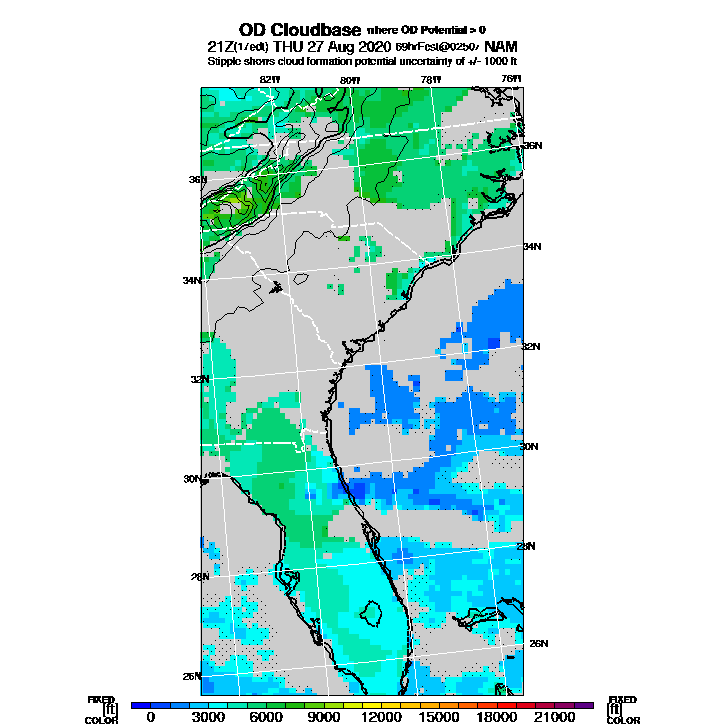 OD Cloudbase where OD Potential > 0
21Z(17edt) THU 27 Aug 2020 69hrFcst@0250z NAM
Stipple shows cloud formation potential uncertainty of +/- 1000 ft
82W 80W 78W 76W
36N
36N
34N
34N
32N
32N
30N
30N
28N
28N
26N
26N
FIXED FIXED
[ft] [ft]
COLOR 0 3000 6000 9000 12000 15000 18000 21000 COLOR